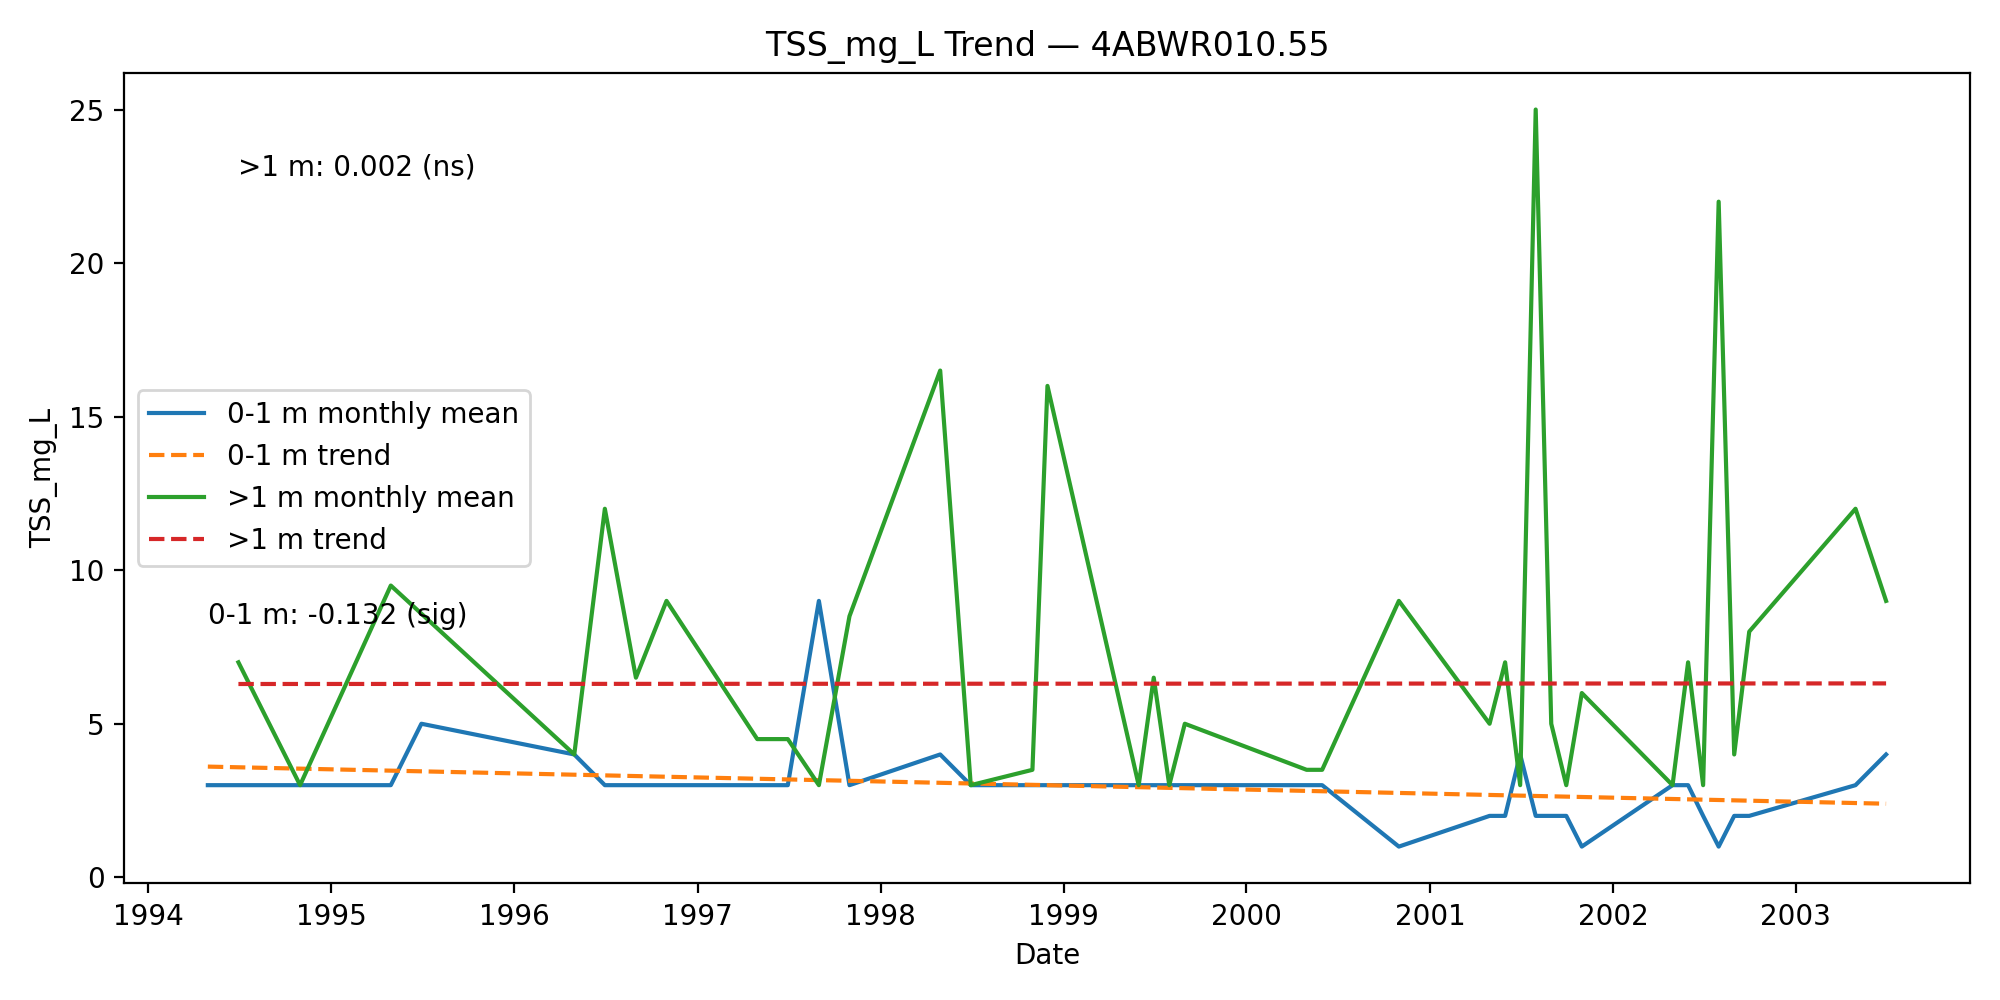 TSS_mg_L Trend — 4ABWR010.55
TSS_mg_L
25
20
15
10
5
0
>1 m: 0.002 (ns)
0-1 m monthly mean
0-1 m trend
>1 m monthly mean
>1 m trend
0-1 m: -0.132 (sig)
1994 1995 1996 1997 1998 1999 2000 2001 2002 2003
Date